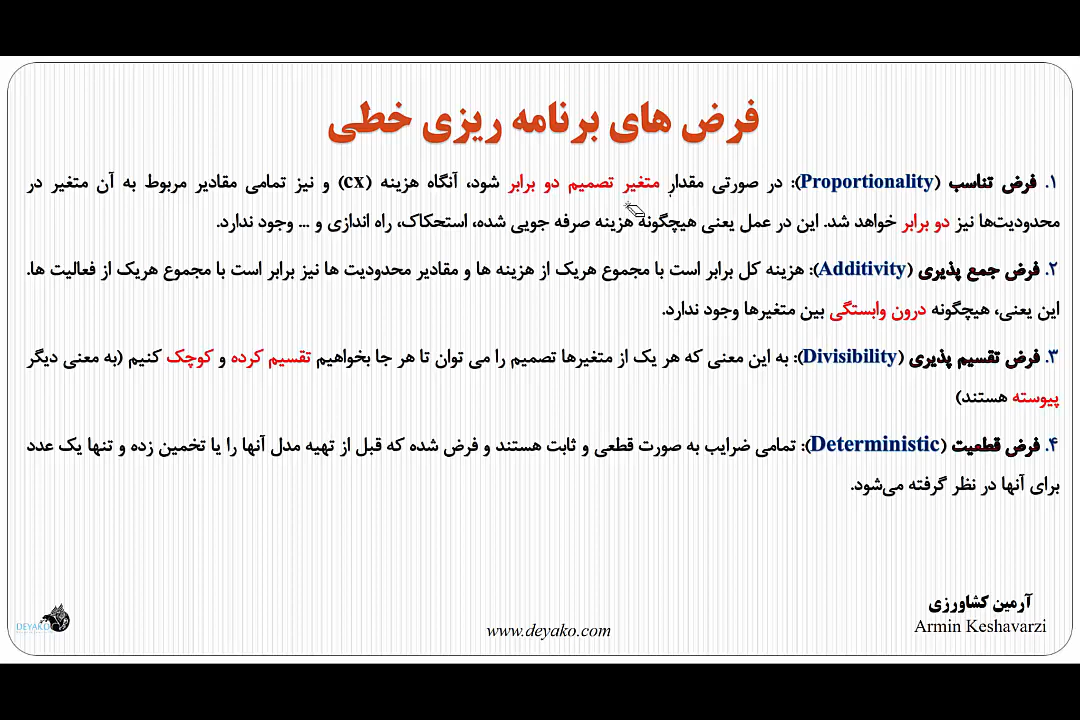 فرض های برنامه ریزی خطی
۱. فرض تناسب (Proportionality): در صورتی مقدار متغیر تصمیم دو برابر شود، آنگاه هزینه (cx) و نیز تمامی مقادیر مربوط به آن متغیر در
محدودیت‌ها نیز دو برابر خواهد شد. این در عمل یعنی هیچگونه هزینه صرفه جویی شده، استحکاک، راه اندازی و ... وجود ندارد.
۲. فرض جمع پذیری (Additivity): هزینه کل برابر است با مجموع هریک از هزینه ها و مقادیر محدودیت ها نیز برابر است با مجموع هریک از فعالیت ها.
این یعنی، هیچگونه درون وابستگی بین متغیرها وجود ندارد.
۳. فرض تقسیم پذیری (Divisibility): به این معنی که هر یک از متغیرها تصمیم را می توان تا هر جا بخواهیم تقسیم کرده و کوچک کنیم (به معنی دیگر
پیوسته هستند)
۴. فرض قطعیت (Deterministic): تمامی ضرایب به صورت قطعی و ثابت هستند و فرض شده که قبل از تهیه مدل آنها را یا تخمین زده و تنها یک عدد
برای آنها در نظر گرفته می‌شود.
آرمین کشاورزی
Armin Keshavarzi
www.deyako.com
DEYAKO